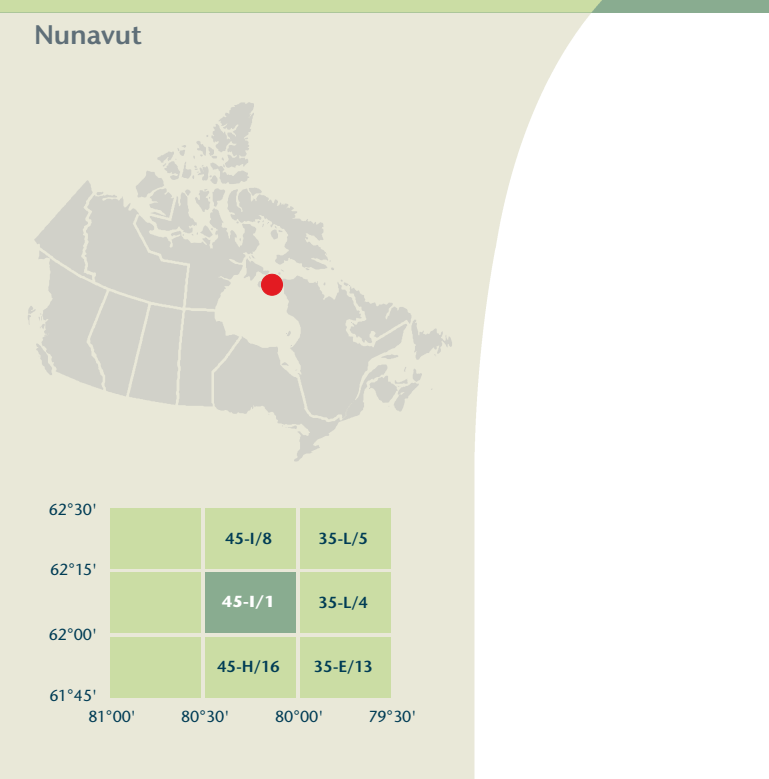 Nunavut
62°30'
45-I/8 35-L/5
62°15'
45-I/1 35-L/4
62°00'
45-H/16 35-E/13
61°45'
81°00' 80°30' 80°00' 79°30'